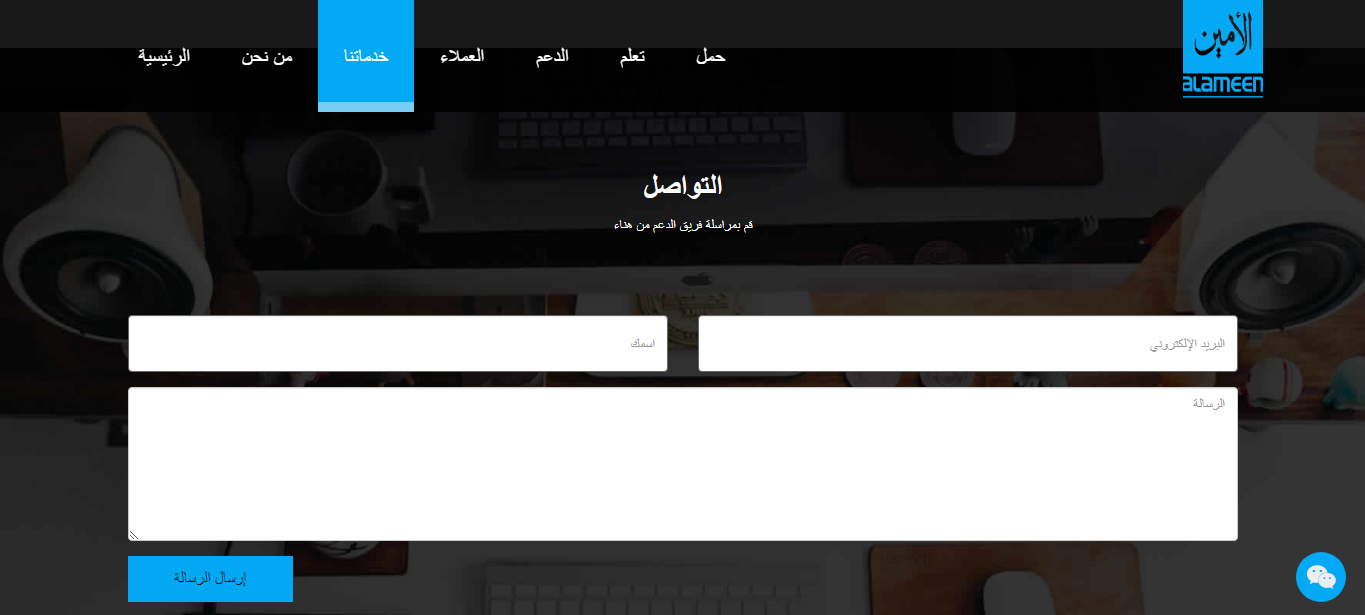 الأمين
ALAMEEN
حمل تعلم الدعم العملاء خدماتنا من نحن الرئيسية
التواصل
قم بمراسلة فريق الدعم من هناء
البريد الإلكتروني
اسمك
الرسالة
إرسال الرسالة